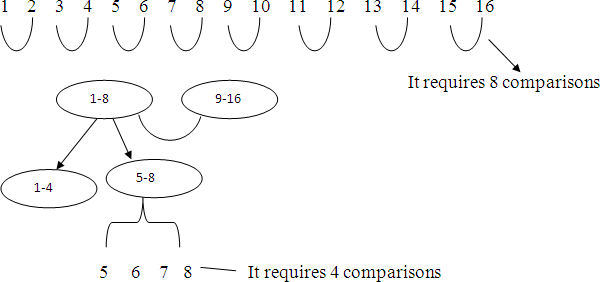 1 2 3 4 5 6 7 8 9 10 11 12 13 14 15 16
It requires 8 comparisons
1-8 9-16
1-4 5-8
5 6 7 8 It requires 4 comparisons